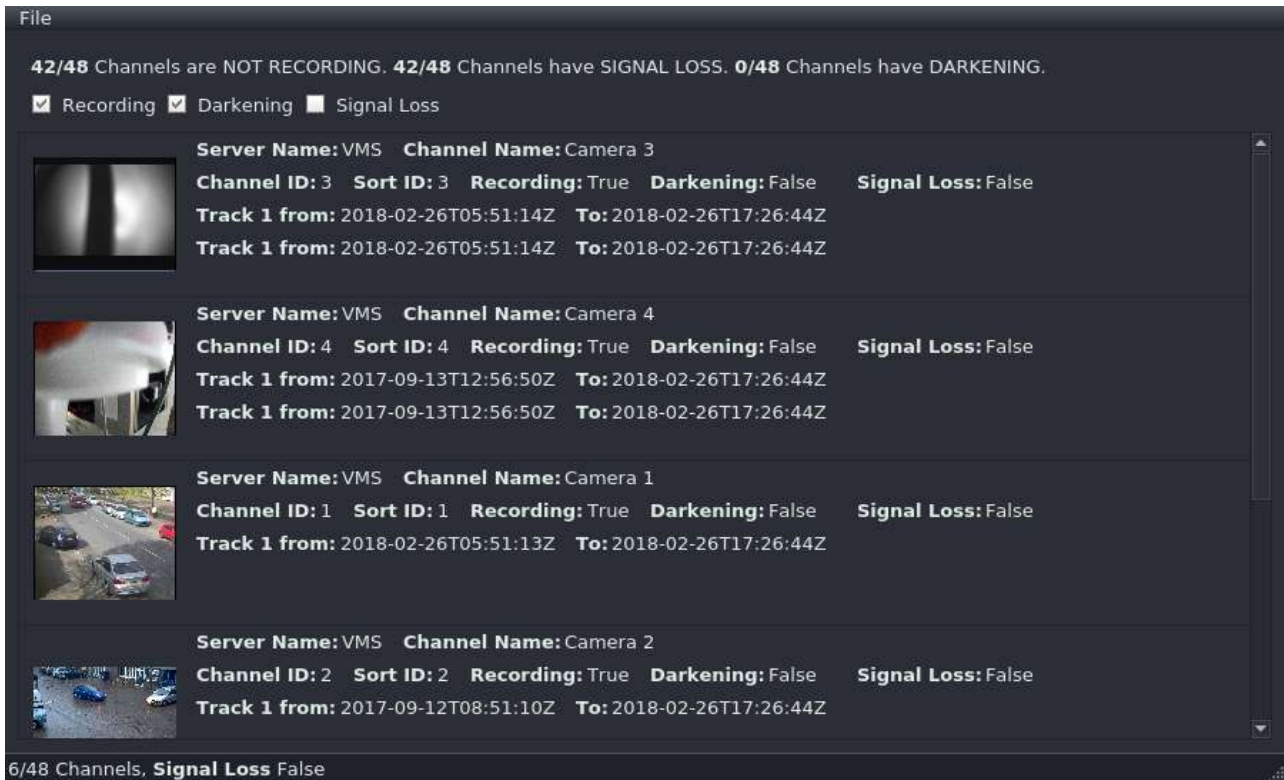 File
42/48 Channels are NOT RECORDING. 42/48 Channels have SIGNAL LOSS. 0/48 Channels have DARKENING.
Recording Darkening Signal Loss
Server Name: VMS Channel Name: Camera 3
Channel ID: 3 Sort ID: 3 Recording: True Darkening: False Signal Loss: False
Track 1 from: 2018-02-26T05:51:14Z To: 2018-02-26T17:26:44Z
Track 1 from: 2018-02-26T05:51:14Z To: 2018-02-26T17:26:44Z
Server Name: VMS Channel Name: Camera 4
Channel ID: 4 Sort ID: 4 Recording: True Darkening: False Signal Loss: False
Track 1 from: 2017-09-13T12:56:50Z To: 2018-02-26T17:26:44Z
Track 1 from: 2017-09-13T12:56:50Z To: 2018-02-26T17:26:44Z
Server Name: VMS Channel Name: Camera 1
Channel ID: 1 Sort ID: 1 Recording: True Darkening: False Signal Loss: False
Track 1 from: 2018-02-26T05:51:13Z To: 2018-02-26T17:26:44Z
Server Name: VMS Channel Name: Camera 2
Channel ID: 2 Sort ID: 2 Recording: True Darkening: False Signal Loss: False
Track 1 from: 2017-09-12T08:51:10Z To: 2018-02-26T17:26:44Z
6/48 Channels, Signal Loss False